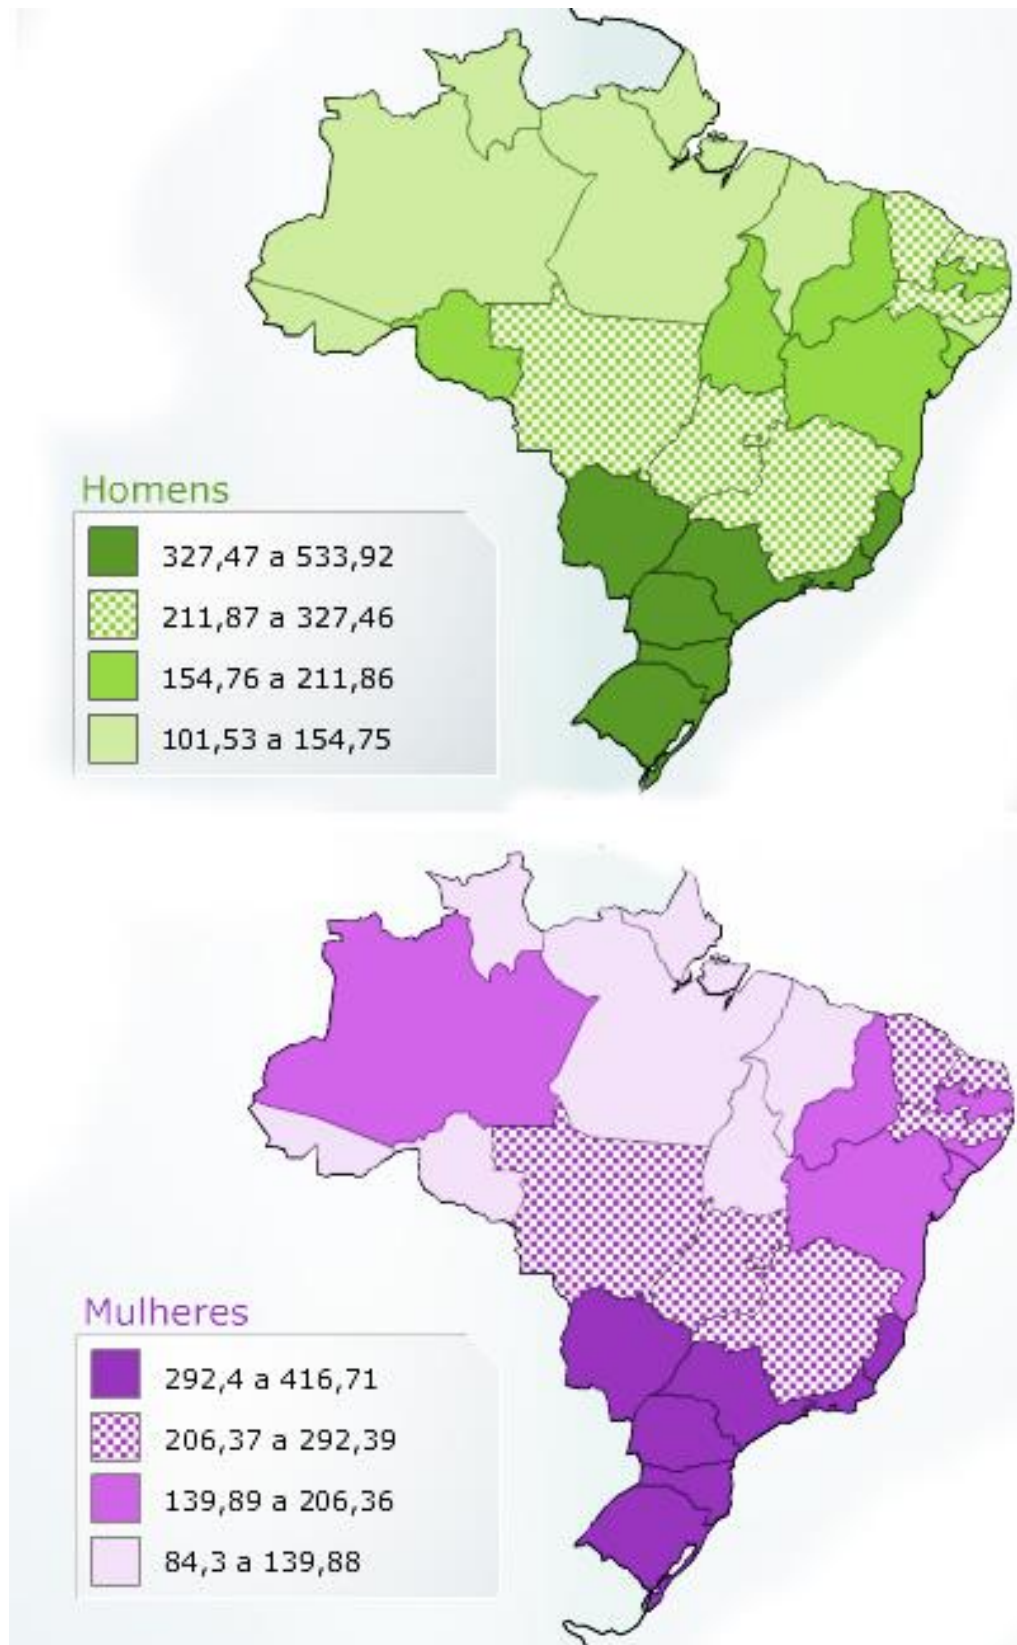 Homens
327,47 a 533,92
211,87 a 327,46
154,76 a 211,86
101,53 a 154,75
Mulheres
292,4 a 416,71
206,37 a 292,39
139,89 a 206,36
84,3 a 139,88